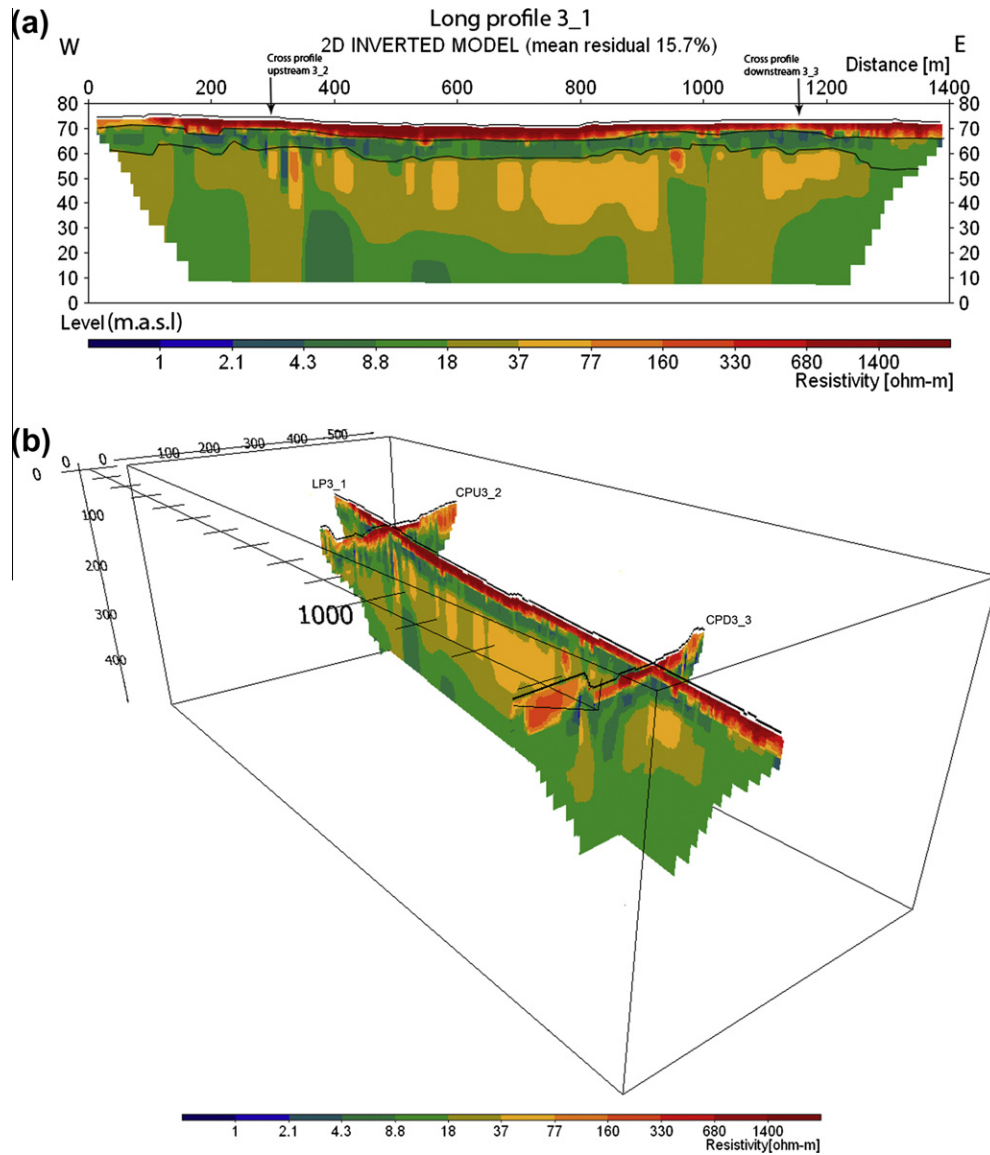 (a)
Long profile 3_1
W
2D INVERTED MODEL (mean residual 15.7%)
E
Cross profile
upstream 3_2
Cross profile
downstream 3_3
Distance [m]
0 200 400 600 800 1000 1200 1400
80 80
70 70
60 60
50 50
40 40
30 30
20 20
10 10
0 0
Level (m.a.s.l)
1 2.1 4.3 8.8 18 37 77 160 330 680 1400
Resistivity [ohm-m]
(b)
0 0 0 100 200 300 400 500
100
200
300
400
1000
LP3_1
CPU3_2
CPD3_3
1 2.1 4.3 8.8 18 37 77 160 330 680 1400
Resistivity[ohm-m]